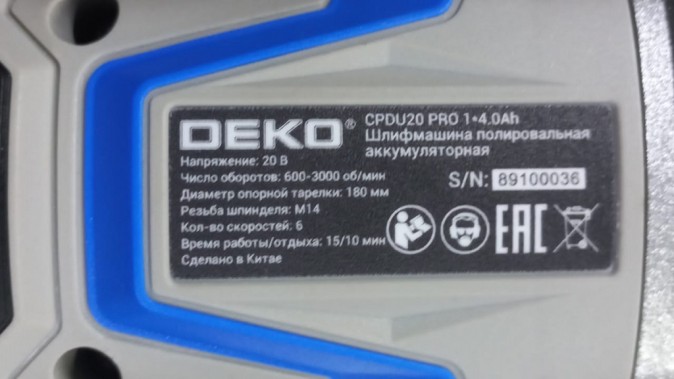 DEKO®
CPDU20 PRO 1*4.0Ah
Шлифмашина полировальная
аккумуляторная
Напряжение: 20 В
Число оборотов: 600-3000 об/мин
Диаметр опорной тарелки: 180 мм
Резьба шпинделя: М14
Кол-во скоростей: 6
Время работы/отдыха: 15/10 мин
Сделано в Китае
S/N: 89100036
EAC